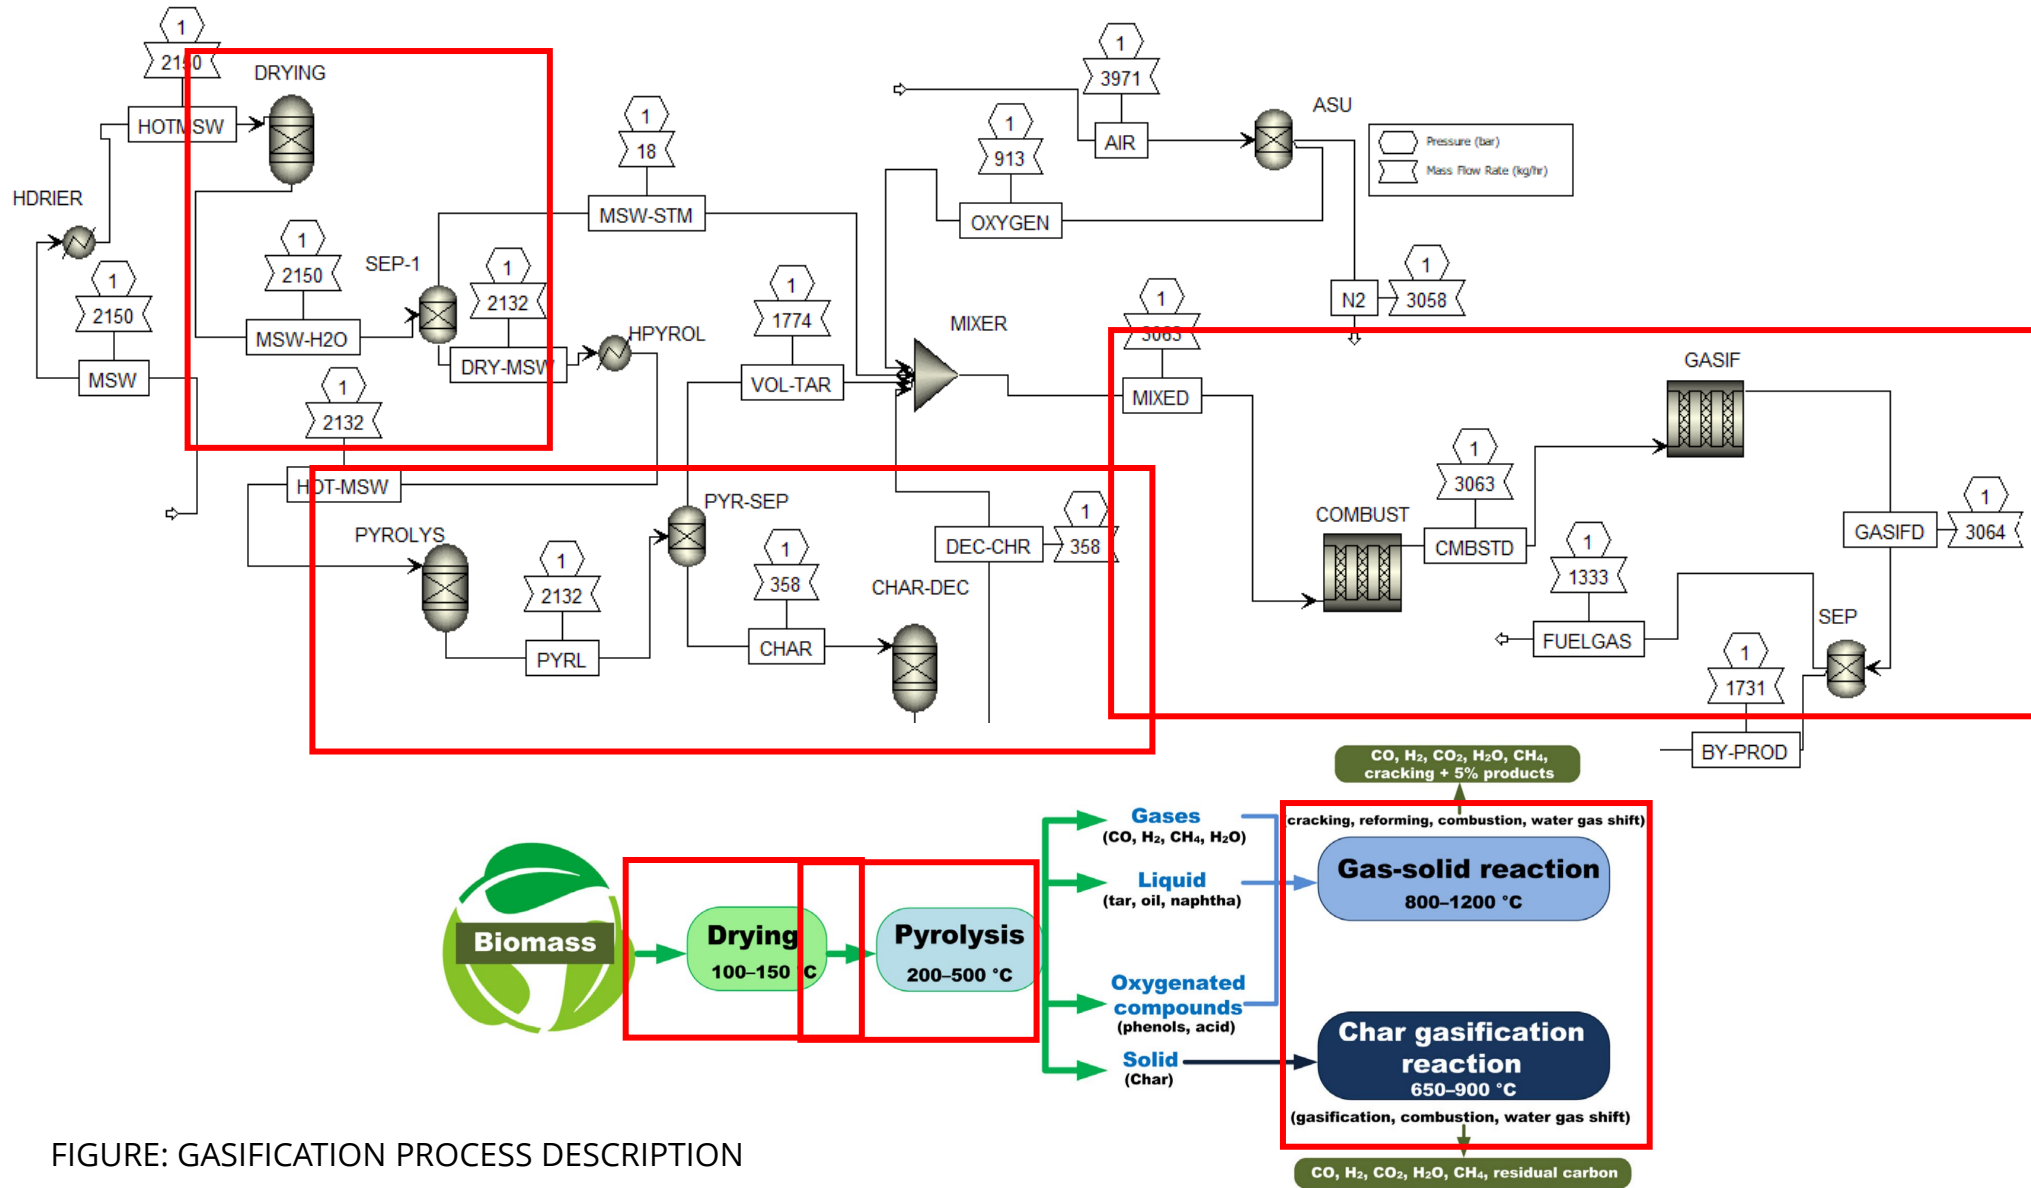 1
2150
DRYING
HOTMSW
HDRIER
1
2150
MSW
1
2150
MSW-H2O
SEP-1
1
2132
DRY-MSW
HPYROL
1
18
MSW-STM
1
2132
HOT-MSW
1
1774
VOL-TAR
MIXER
1
3971
AIR
ASU
1
913
OXYGEN
Pressure (bar)
Mass Flow Rate (kg/hr)
N2
1
3058
1
3063
MIXED
GASIF
COMBUST
1
3063
CMBSTD
1
3064
GASIFD
1
1333
FUELGAS
SEP
1
1731
BY-PROD
PYROLYS
1
2132
PYRL
PYR-SEP
1
358
CHAR
CHAR-DEC
DEC-CHR
1
358
CO, H₂, CO₂, H₂O, CH₄,
cracking + 5% products
(cracking, reforming, combustion, water gas shift)
Biomass
Drying
100–150 °C
Pyrolysis
200–500 °C
Gases
(CO, H₂, CH₄, H₂O)
Liquid
(tar, oil, naphtha)
Oxygenated
compounds
(phenols, acid)
Solid
(Char)
Gas-solid reaction
800–1200 °C
Char gasification
reaction
650–900 °C
(gasification, combustion, water gas shift)
CO, H₂, CO₂, H₂O, CH₄, residual carbon
FIGURE: GASIFICATION PROCESS DESCRIPTION